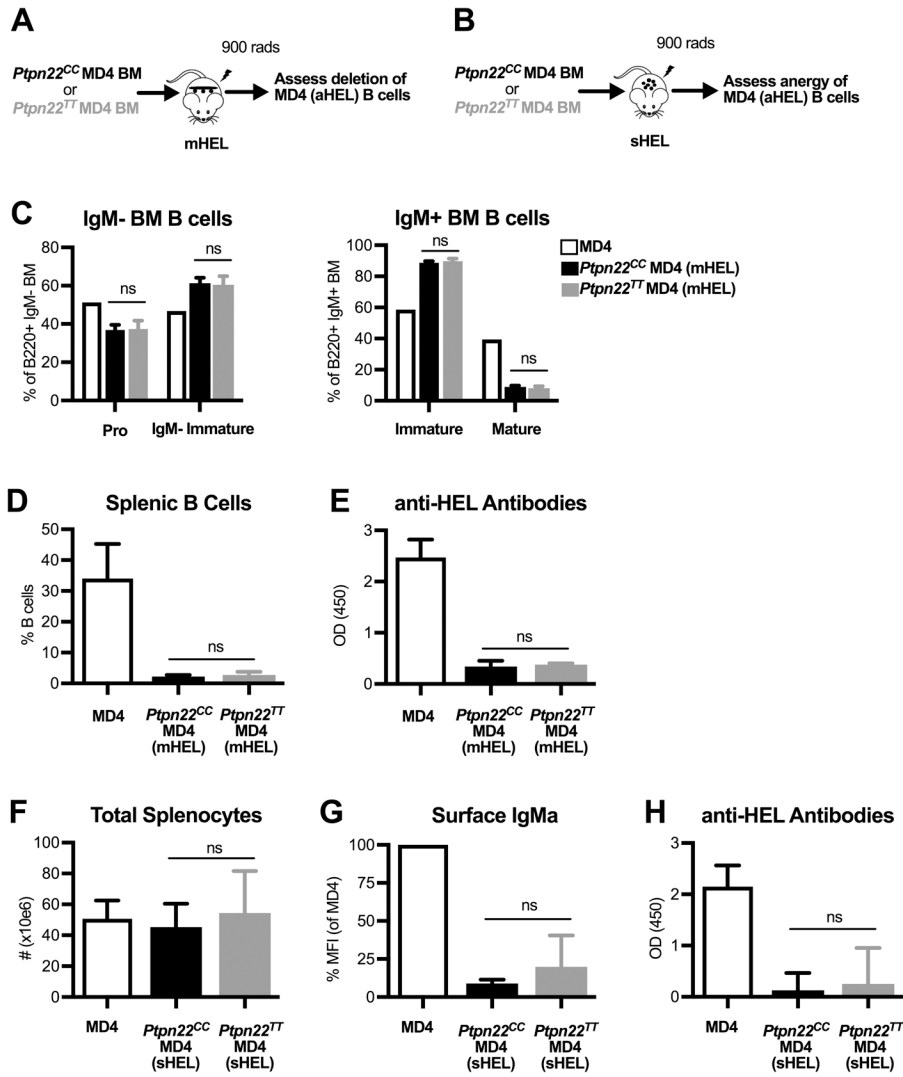 A
900 rads
Ptpn22CC MD4 BM
or
Ptpn22TT MD4 BM
mHEL
Assess deletion of
MD4 (aHEL) B cells
B
900 rads
Ptpn22CC MD4 BM
or
Ptpn22TT MD4 BM
sHEL
Assess anergy of
MD4 (aHEL) B cells
C
IgM- BM B cells
% of B220+ IgM- BM
80
60
40
20
0
ns
ns
Pro
IgM- Immature
IgM+ BM B cells
% of B220+ IgM+ BM
100
80
60
40
20
0
ns
ns
Immature
Mature
MD4
Ptpn22CC MD4 (mHEL)
Ptpn22TT MD4 (mHEL)
D
Splenic B Cells
% B cells
50
40
30
20
10
0
ns
MD4
Ptpn22CC
MD4
(mHEL)
Ptpn22TT
MD4
(mHEL)
E
anti-HEL Antibodies
OD (450)
3
2
1
0
ns
MD4
Ptpn22CC
MD4
(mHEL)
Ptpn22TT
MD4
(mHEL)
F
Total Splenocytes
# (x10e6)
100
80
60
40
20
0
ns
MD4
Ptpn22CC
MD4
(sHEL)
Ptpn22TT
MD4
(sHEL)
G
Surface IgMa
% MFI (of MD4)
100
75
50
25
0
ns
MD4
Ptpn22CC
MD4
(sHEL)
Ptpn22TT
MD4
(sHEL)
H
anti-HEL Antibodies
OD (450)
3
2
1
0
ns
MD4
Ptpn22CC
MD4
(sHEL)
Ptpn22TT
MD4
(sHEL)